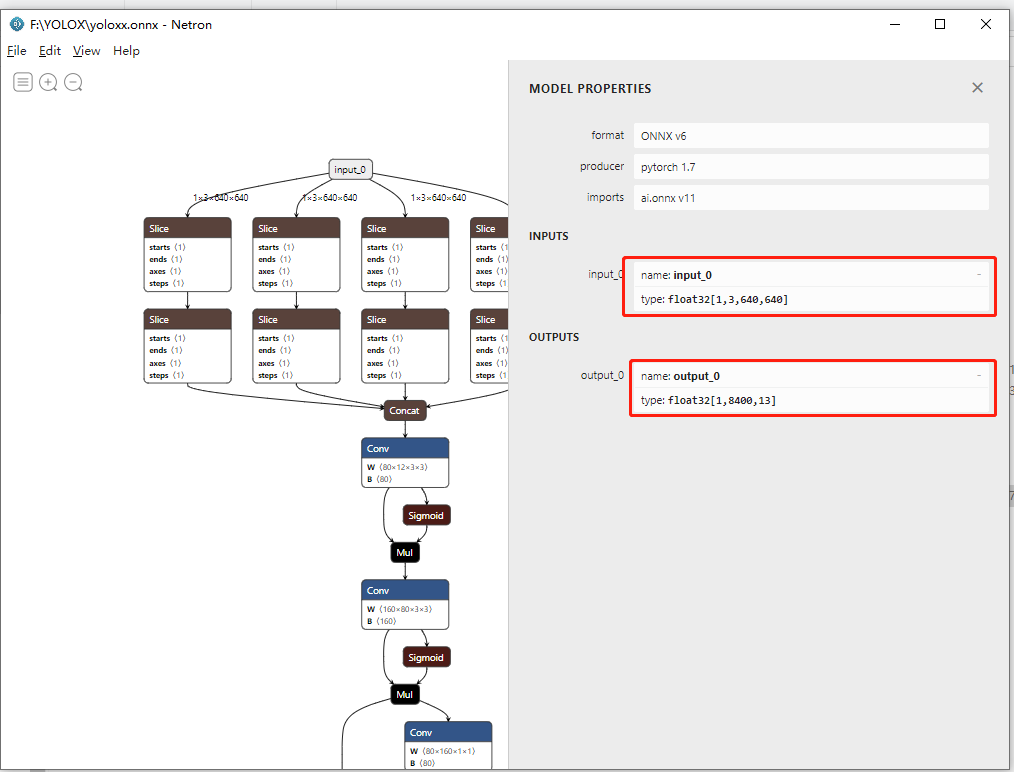 F:\YOLOX\yoloxx.onnx - Netron
File Edit View Help
input_0
1×3×640×640 1×3×640×640 1×3×640×640
Slice Slice Slice Slice
starts ⟨1⟩ starts ⟨1⟩ starts ⟨1⟩ starts ⟨1
ends ⟨1⟩ ends ⟨1⟩ ends ⟨1⟩ ends ⟨1⟩
axes ⟨1⟩ axes ⟨1⟩ axes ⟨1⟩ axes ⟨1⟩
steps ⟨1⟩ steps ⟨1⟩ steps ⟨1⟩ steps ⟨1⟩
Slice Slice Slice Slice
starts ⟨1⟩ starts ⟨1⟩ starts ⟨1⟩ starts ⟨1
ends ⟨1⟩ ends ⟨1⟩ ends ⟨1⟩ ends ⟨1⟩
axes ⟨1⟩ axes ⟨1⟩ axes ⟨1⟩ axes ⟨1⟩
steps ⟨1⟩ steps ⟨1⟩ steps ⟨1⟩ steps ⟨1⟩
Concat
Conv
W ⟨80×12×3×3⟩
B ⟨80⟩
Sigmoid
Mul
Conv
W ⟨160×80×3×3⟩
B ⟨160⟩
Sigmoid
Mul
Conv
W ⟨80×160×1×1⟩
B ⟨80⟩
MODEL PROPERTIES
format ONNX v6
producer pytorch 1.7
imports ai.onnx v11
INPUTS
input_0 name: input_0 -
type: float32[1,3,640,640]
OUTPUTS
output_0 name: output_0 -
type: float32[1,8400,13]